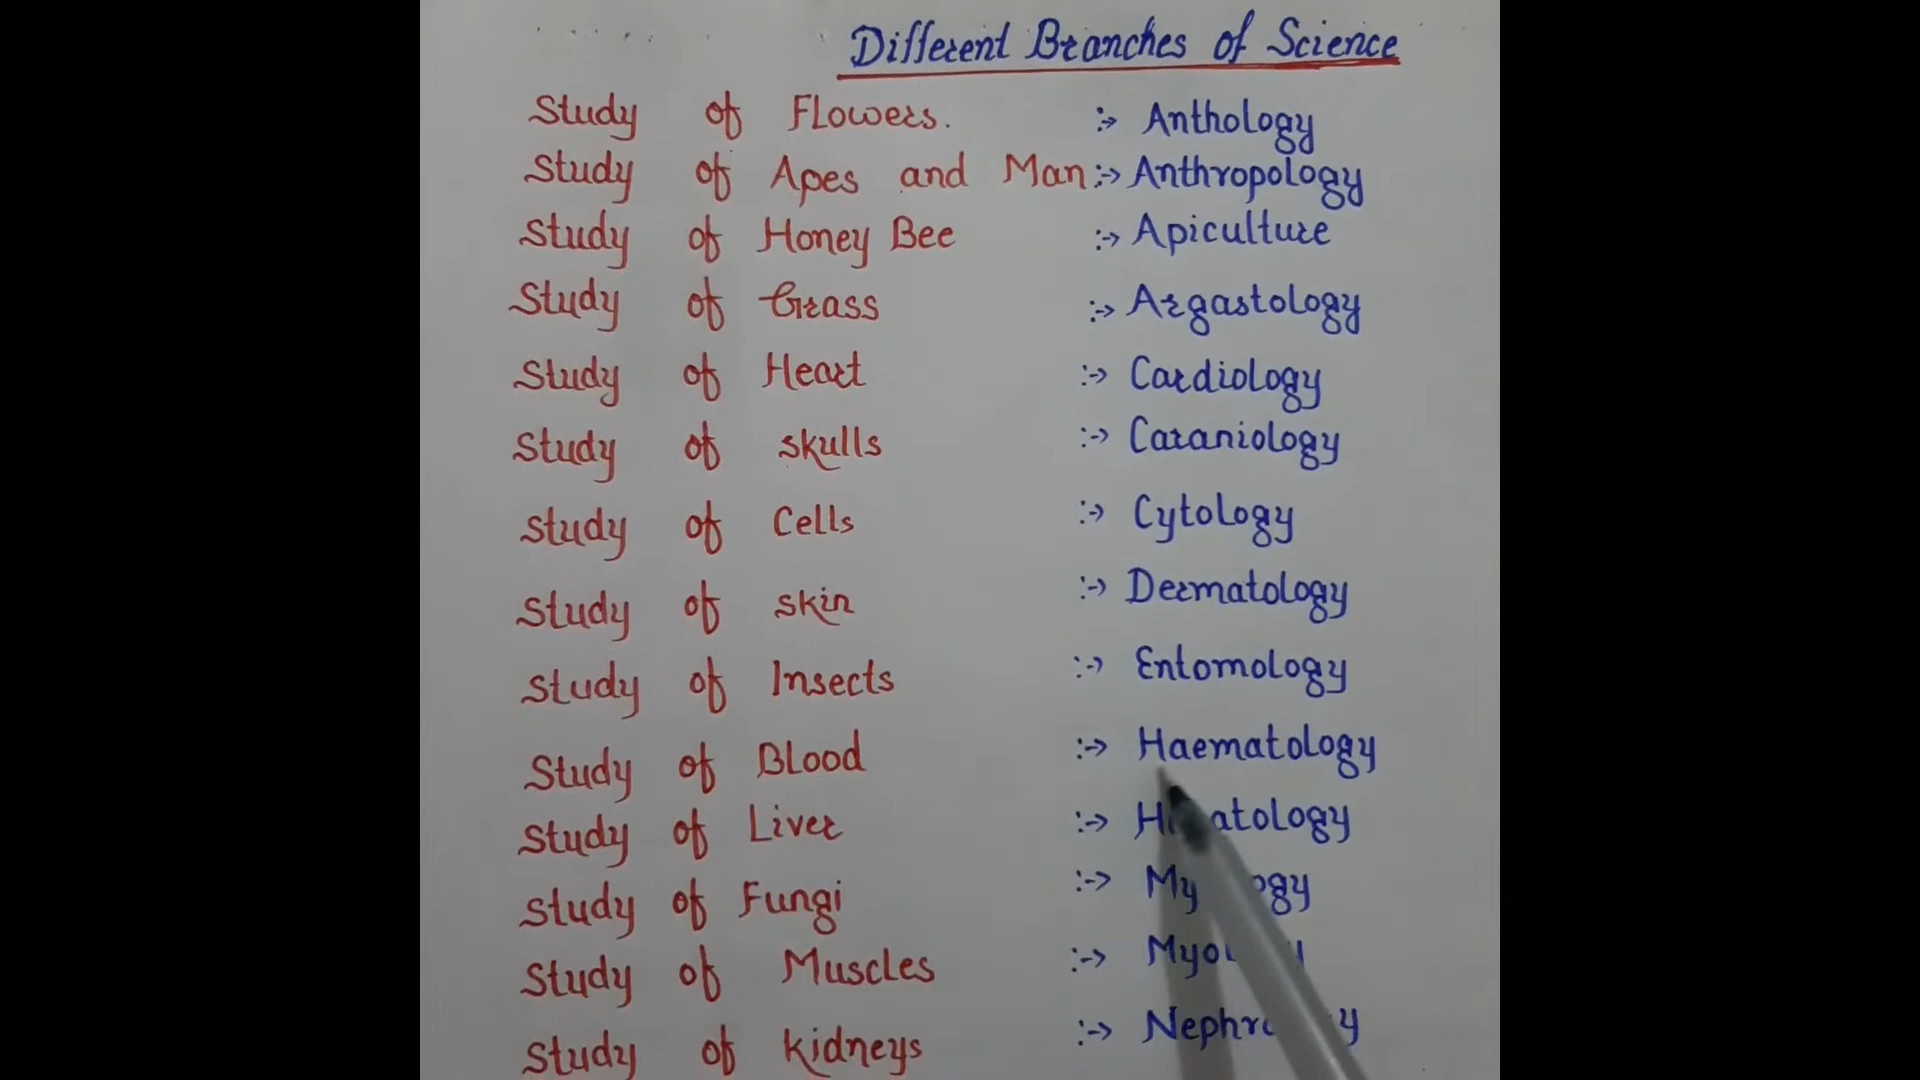 Different Branches of Science
Study of Flowers. :→ Anthology
Study of Apes and Man :→ Anthropology
Study of Honey Bee :→ Apiculture
Study of Grass :→ Argastology
Study of Heart :→ Cardiology
Study of skulls :→ Caraniology
Study of Cells :→ Cytology
Study of skin :→ Dermatology
Study of Insects :→ Entomology
Study of Blood :→ Haematology
Study of Liver :→
Study of Fungi :→
Study of Muscles :→
Study of kidneys :→